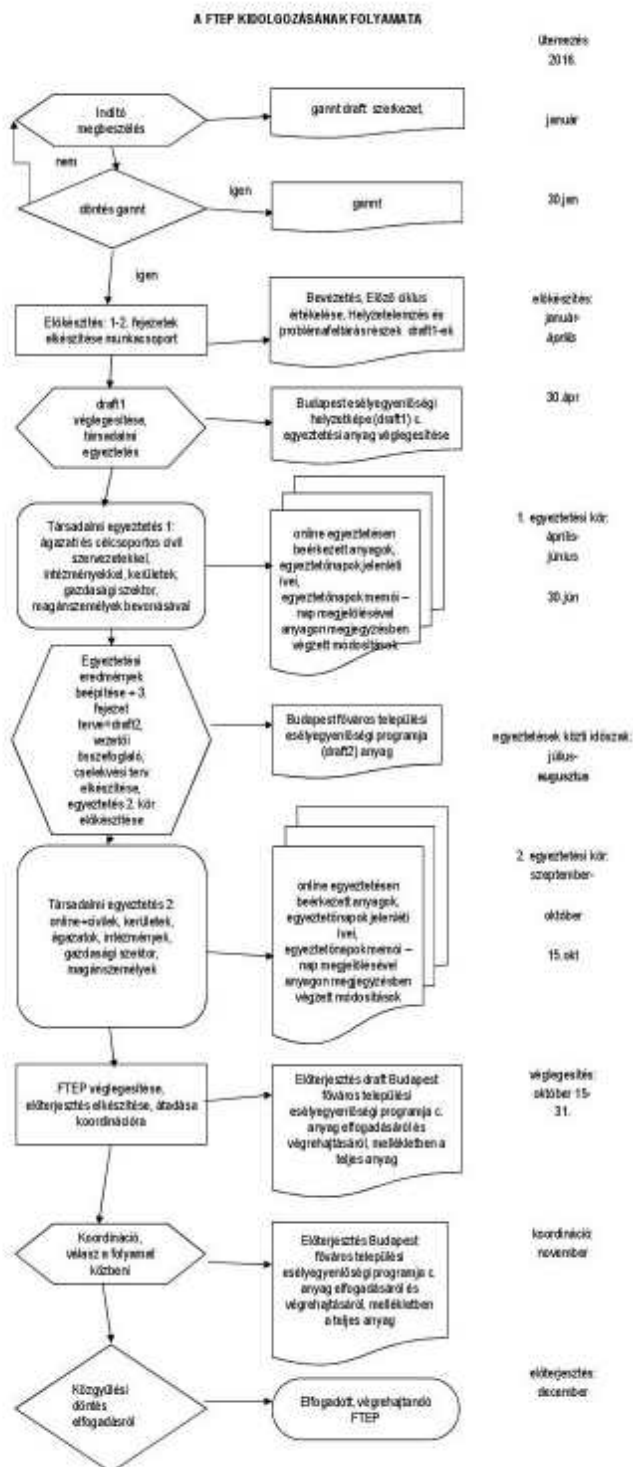 A FTEP KIDOLGOZÁSÁNAK FOLYAMATA
ütemezés
2016.
Indító
megbeszélés
gannt draft szerkezet,
január
nem
döntés gannt
igen
gannt
30.jan
igen
Előkészítés: 1-2. fejezetek
elkészítése munkacsoport
Bevezetés, Előző ciklus
értékelése, Helyzetelemzés és
problémafeltárás részek draft1-ek
előkészítés:
január-
április
draft1
véglegesítése,
társadalmi
egyeztetés
Budapest esélyegyenlőségi
helyzetképe (draft1) c.
egyeztetési anyag véglegesítése
30.ápr
Társadalmi egyeztetés 1:
ágazati és célcsoportos civil
szervezetekkel,
intézményekkel, kerületek,
gazdasági szektor,
magánszemélyek bevonásával
online egyeztetésen
beérkezett anyagok,
egyeztetőnapok jelenléti
ívei,
egyeztetőnapok memói –
nap megjelölésével
anyagon megjegyzésben
végzett módosítások
1. egyeztetési kör:
április-
június
30.jún
Egyeztetési
eredmények
beépítése + 3.
fejezet
terve=draft2,
vezetői
összefoglaló,
cselekvési terv
elkészítése,
egyeztetés 2. kör
előkészítése
Budapest főváros települési
esélyegyenlőségi programja
(draft2) anyag
egyeztetések közti időszak:
július-
augusztus
Társadalmi egyeztetés 2:
online+civilek, kerületek,
ágazatok, intézmények,
gazdasági szektor,
magánszemélyek
online egyeztetésen
beérkezett anyagok,
egyeztetőnapok jelenléti
ívei,
egyeztetőnapok memói –
nap megjelölésével
anyagon megjegyzésben
végzett módosítások
2. egyeztetési kör:
szeptember-
október
15.okt
FTEP véglegesítése,
előterjesztés elkészítése, átadása
koordinációra
Előterjesztés draft Budapest
főváros települési
esélyegyenlőségi programja c.
anyag elfogadásáról és
végrehajtásáról, mellékletben a
teljes anyag
véglegesítés:
október 15-
31.
Koordináció,
válasz a folyamat
közbeni
Előterjesztés Budapest
főváros települési
esélyegyenlőségi programja c.
anyag elfogadásáról és
végrehajtásáról, mellékletben
a teljes anyag
koordináció:
november
Közgyűlési
döntés
elfogadásról
Elfogadott, végrehajtandó
FTEP
előterjesztés:
december